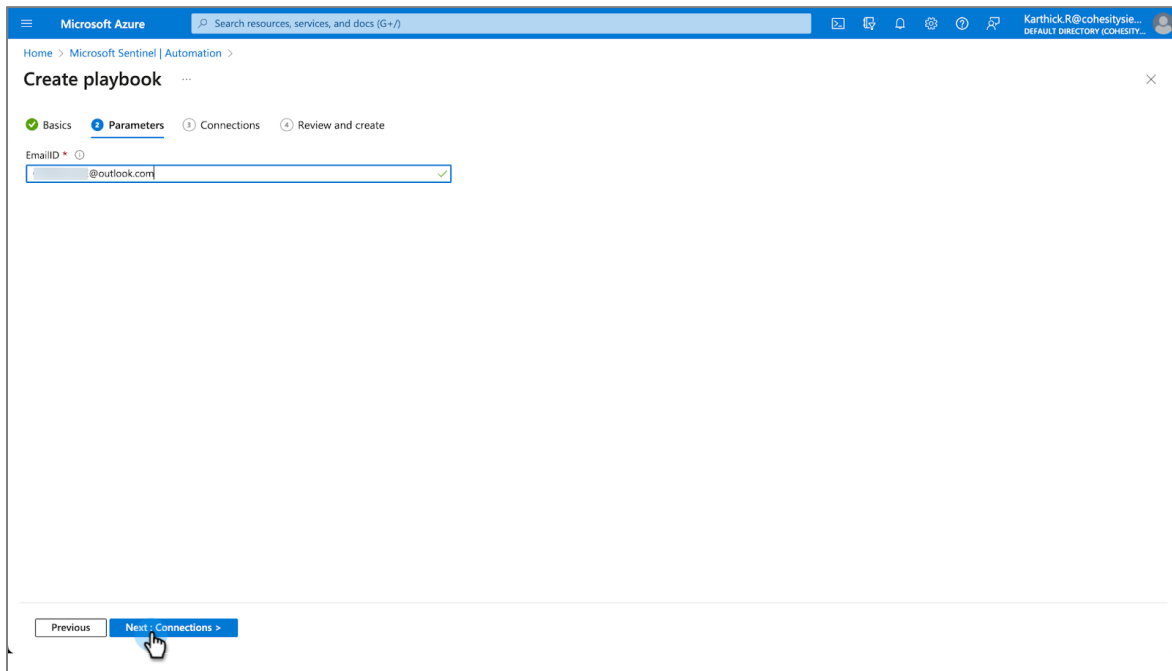 Microsoft Azure
Search resources, services, and docs (G+/)
Karthick.R@cohesitysie...
DEFAULT DIRECTORY (COHESITY...
Home > Microsoft Sentinel | Automation >
Create playbook ...
Basics 2 Parameters 3 Connections 4 Review and create
EmailID *
@outlook.com
Previous Next : Connections >